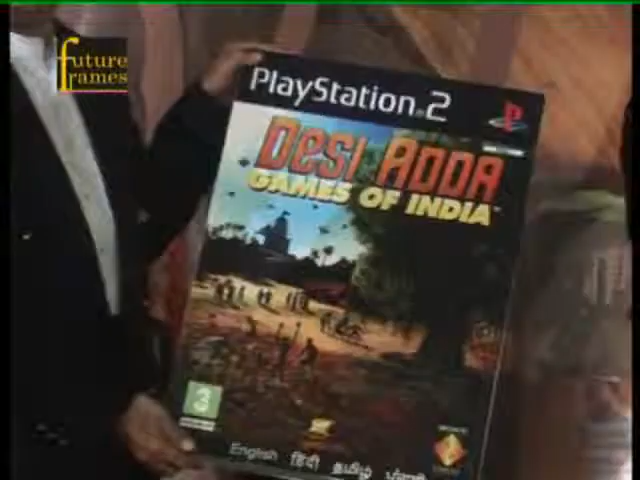 future
frames
PlayStation.2
DESI ADDA
GAMES OF INDIA
3
English हिंदी தமிழ் ਪੰਜਾਬੀ